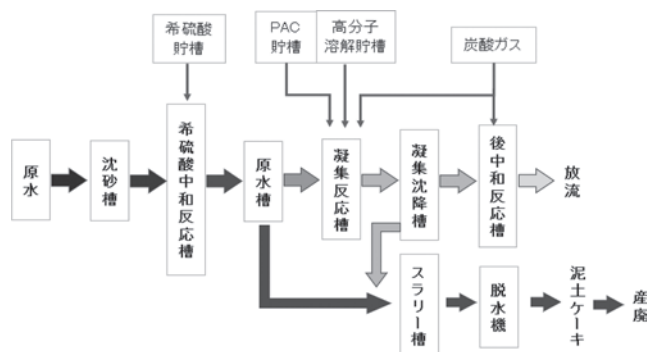 希硫酸
貯槽
PAC
貯槽
高分子
溶解貯槽
炭酸ガス
原水
沈砂槽
希硫酸中和反応槽
原水槽
凝集反応槽
凝集沈降槽
後中和反応槽
放流
スラリー槽
脱水機
泥土ケーキ
産廃